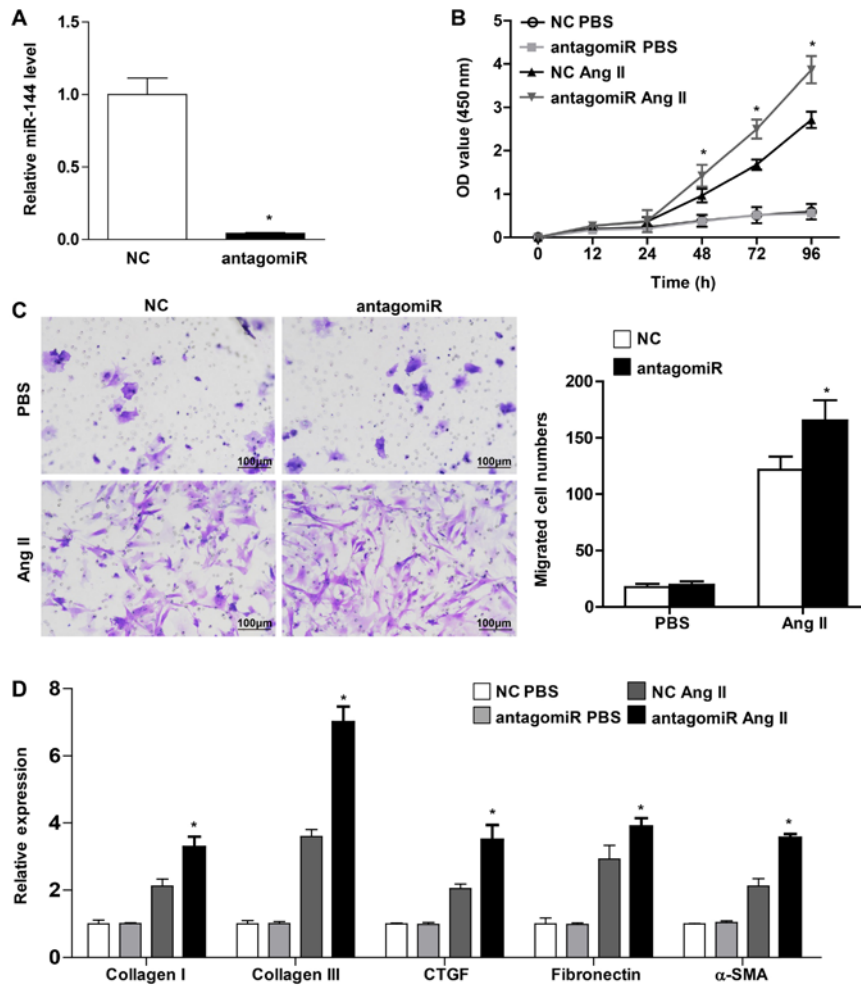 A
Relative miR-144 level
1.5
1.0
0.5
0.0
*
NC
antagomiR
B
NC PBS
antagomiR PBS
NC Ang II
antagomiR Ang II
OD value (450 nm)
5
4
3
2
1
0
*
*
*
0 12 24 48 72 96
Time (h)
C
NC antagomiR
PBS
100µm 100µm
Ang II
100µm 100µm
NC
antagomiR
Migrated cell numbers
200
150
100
50
0
*
PBS Ang II
D
Relative expression
8
6
4
2
0
NC PBS NC Ang II
antagomiR PBS antagomiR Ang II
* * * * *
Collagen I Collagen III CTGF Fibronectin α-SMA